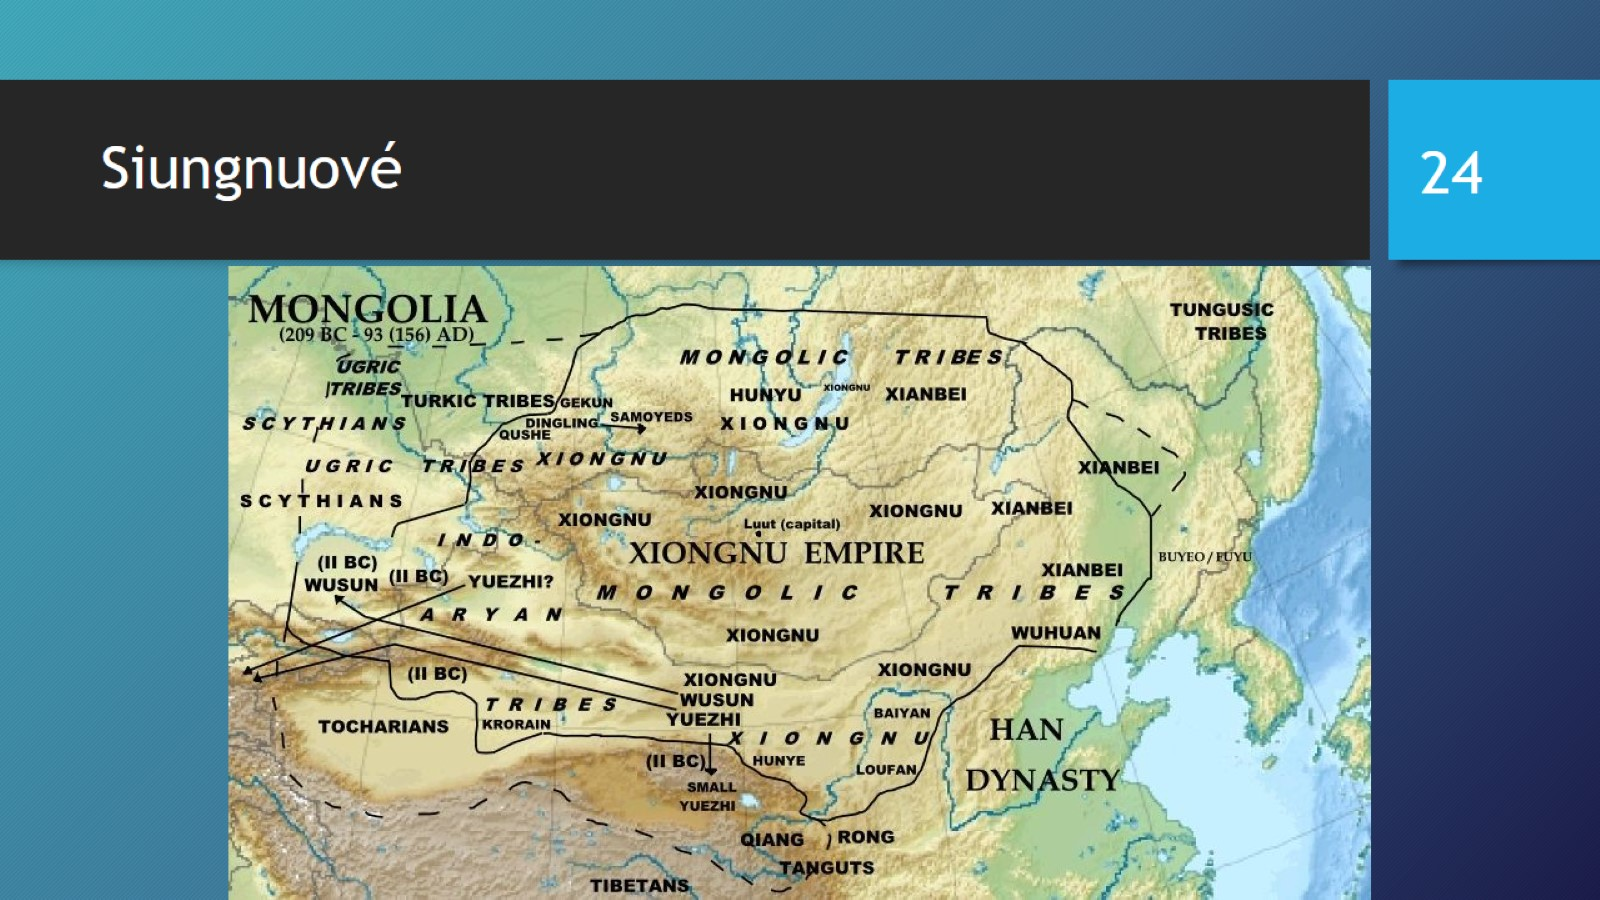 Siungnuové
24
MONGOLIA
(209 BC - 93 (156) AD)
TUNGUSIC
TRIBES
UGRIC
TRIBES
MONGOLIC TRIBES
TURKIC TRIBES
GEKUN
HUNYU
XIONGNU
XIANBEI
SCYTHIANS
DINGLING
SAMOYEDS
QUSHE
XIONGNU
UGRIC TRIBES
XIONGNU
XIANBEI
SCYTHIANS
XIONGNU
XIONGNU
XIONGNU
XIANBEI
Luut (capital)
INDO-
XIONGNU EMPIRE
BUYEO / FUYU
(II BC)
WUSUN
(II BC)
YUEZHI?
XIANBEI
MONGOLIC TRIBES
ARYAN
XIONGNU
WUHUAN
(II BC)
XIONGNU
XIONGNU
TRIBES
WUSUN
TOCHARIANS
KRORAIN
YUEZHI
BAIYAN
HAN
DYNASTY
XIONGNU
(II BC)
HUNYE
LOUFAN
SMALL
YUEZHI
QIANG
RONG
TANGUTS
TIBETANS